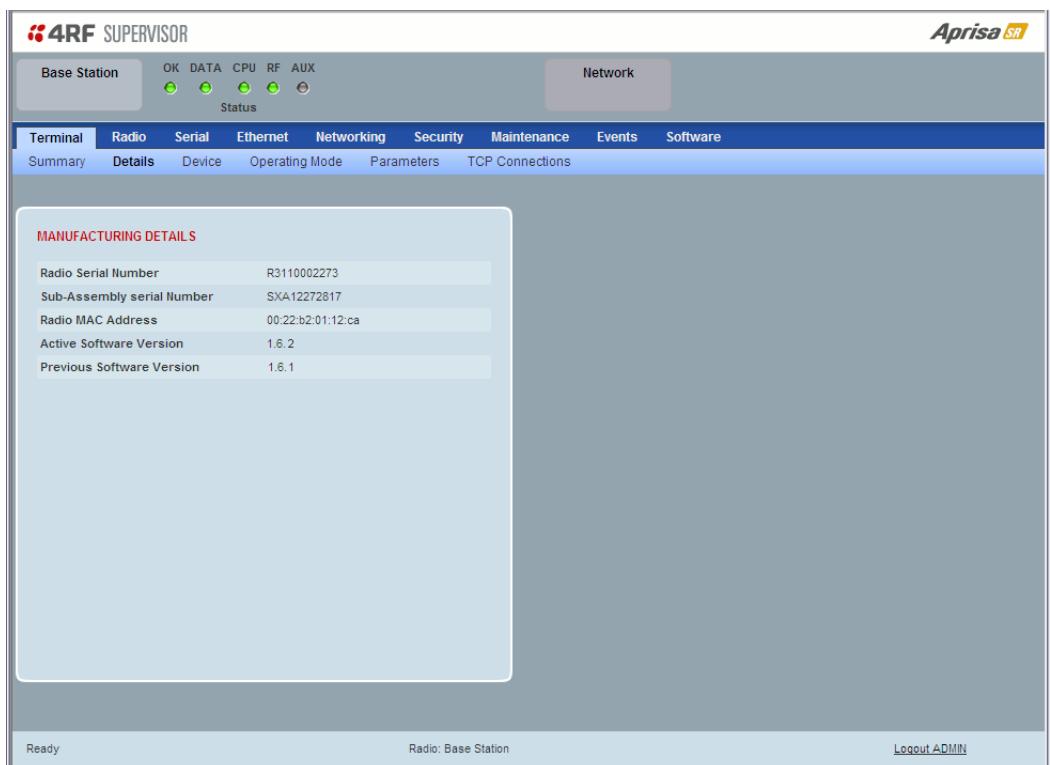 4RF SUPERVISOR
Aprisa SR
Base Station
OK DATA CPU RF AUX
Status
Network
Terminal Radio Serial Ethernet Networking Security Maintenance Events Software
Summary Details Device Operating Mode Parameters TCP Connections
MANUFACTURING DETAILS
Radio Serial Number R3110002273
Sub-Assembly serial Number SXA12272817
Radio MAC Address 00:22:b2:01:12:ca
Active Software Version 1.6.2
Previous Software Version 1.6.1
Ready Radio: Base Station Logout ADMIN